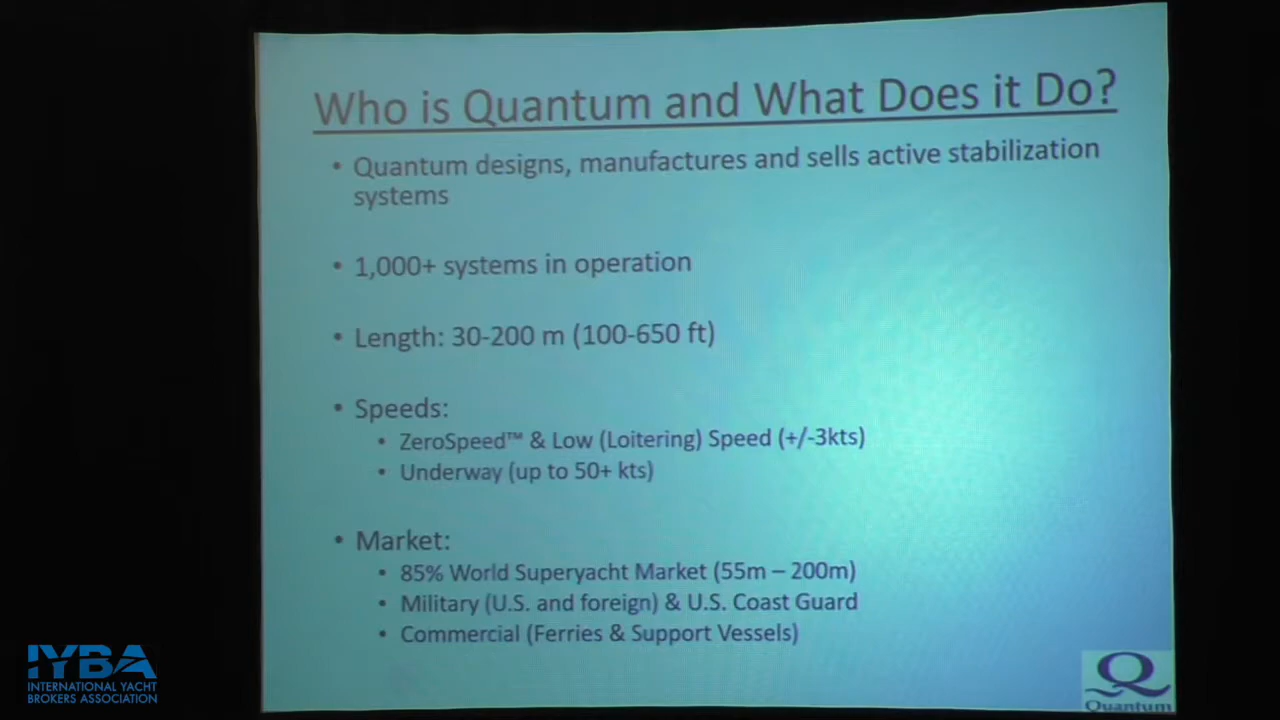 Who is Quantum and What Does it Do?
• Quantum designs, manufactures and sells active stabilization
systems
• 1,000+ systems in operation
• Length: 30-200 m (100-650 ft)
• Speeds:
• ZeroSpeed™ & Low (Loitering) Speed (+/-3kts)
• Underway (up to 50+ kts)
• Market:
• 85% World Superyacht Market (55m – 200m)
• Military (U.S. and foreign) & U.S. Coast Guard
• Commercial (Ferries & Support Vessels)
IYBA
INTERNATIONAL YACHT
BROKERS ASSOCIATION
Q
Quantum